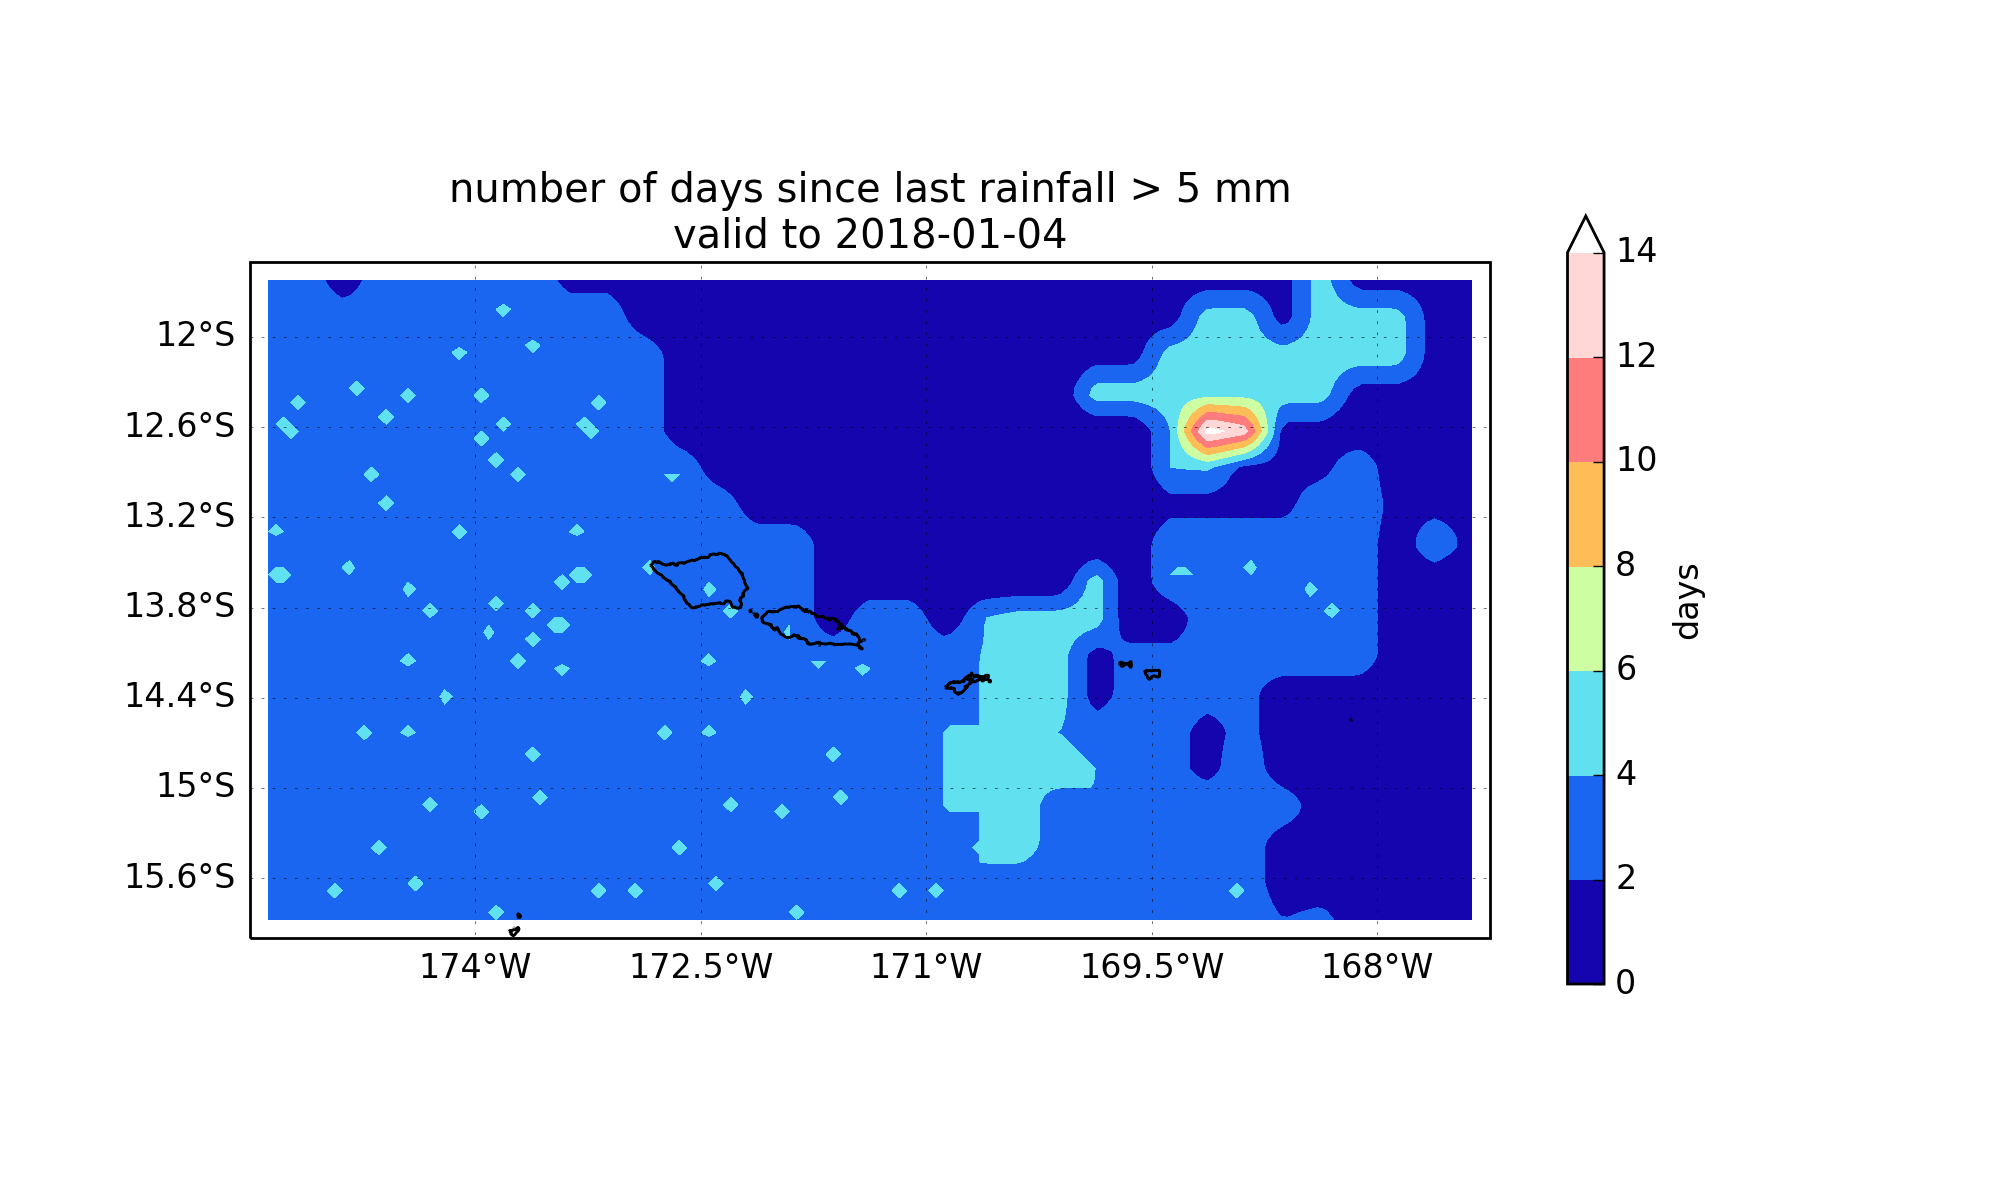 number of days since last rainfall > 5 mm
valid to 2018-01-04
12°S
12.6°S
13.2°S
13.8°S
14.4°S
15°S
15.6°S
174°W
172.5°W
171°W
169.5°W
168°W
14
12
10
8
6
4
2
0
days